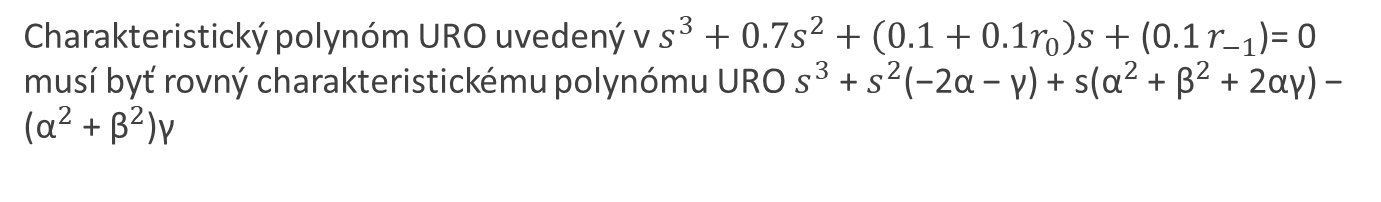 Charakteristický polynóm URO uvedený v s³ + 0.7s² + (0.1 + 0.1r₀)s + (0.1 r₋₁)= 0
musí byť rovný charakteristickému polynómu URO s³ + s²(−2α − γ) + s(α² + β² + 2αγ) −
(α² + β²)γ